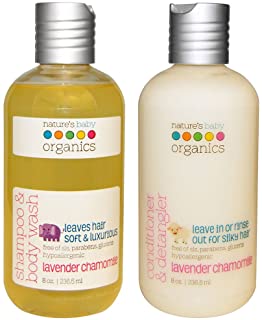 nature's baby
organics
shampoo &
body wash
leaves hair
soft & luxurious
free of sls, parabens, glutens
hypoallergenic
lavender chamomile
8 oz. 236.5 ml
nature's baby
organics
conditioner
& detangler
leave in or rinse
out for silky hair
free of sls, parabens, glutens
hypoallergenic
lavender chamomile
8 oz. 236.5 ml